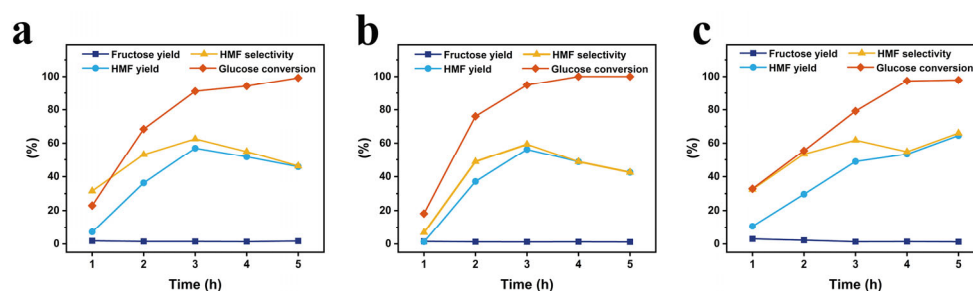 a
Fructose yield HMF selectivity
HMF yield Glucose conversion
100
80
60
40
20
0
(%)
1 2 3 4 5
Time (h)
b
Fructose yield HMF selectivity
HMF yield Glucose conversion
100
80
60
40
20
0
(%)
1 2 3 4 5
Time (h)
c
Fructose yield HMF selectivity
HMF yield Glucose conversion
100
80
60
40
20
0
(%)
1 2 3 4 5
Time (h)